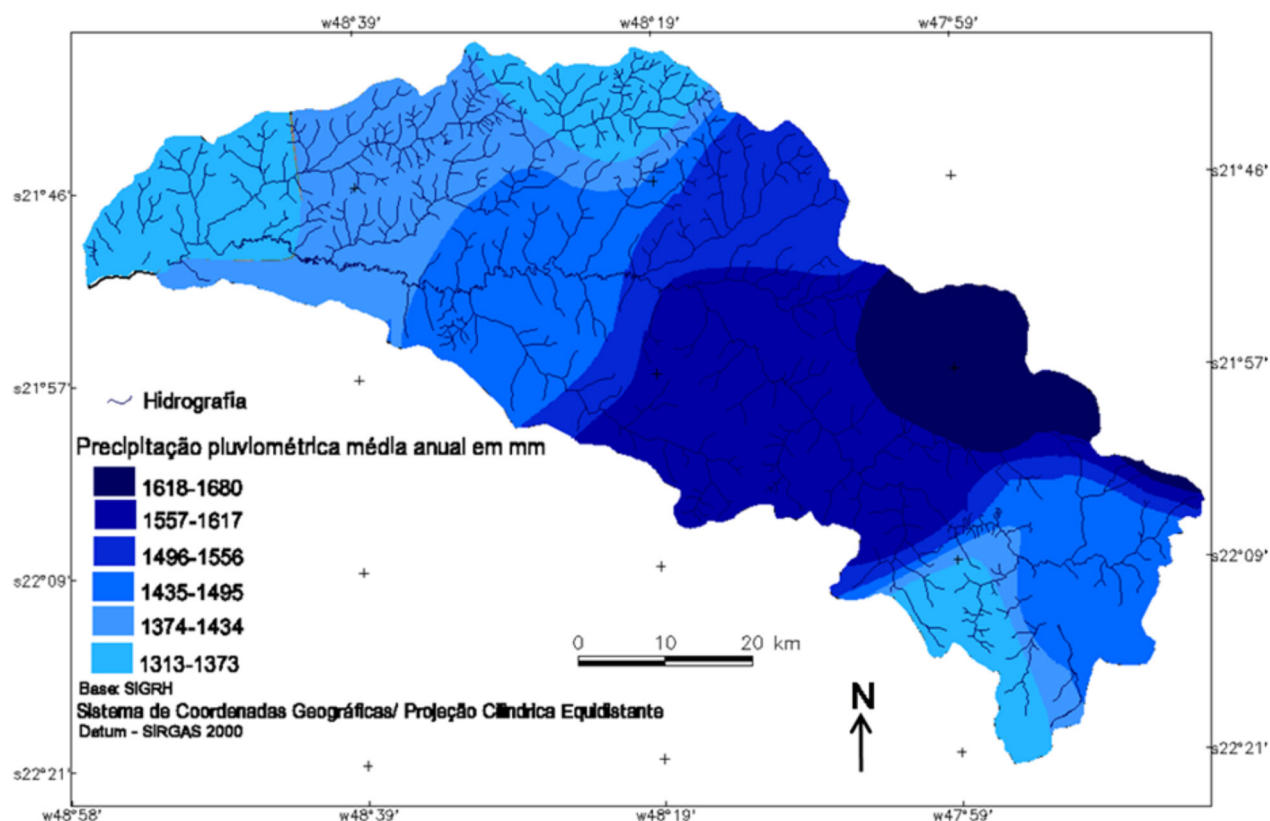 w48°39' w48°19' w47°59'
s21°46' s21°46'
s21°57' s21°57'
Hidrografia
Precipitação pluviométrica média anual em mm
1618-1680
1557-1617
1496-1556
1435-1495
1374-1434
1313-1373
s22°09' s22°09'
0 10 20 km
Base: SIGRH
Sistema de Coordenadas Geográficas/ Projeção Cilíndrica Equidistante
Datum - SIRGAS 2000
N
s22°21' s22°21'
w48°58' w48°39' w48°19' w47°59'